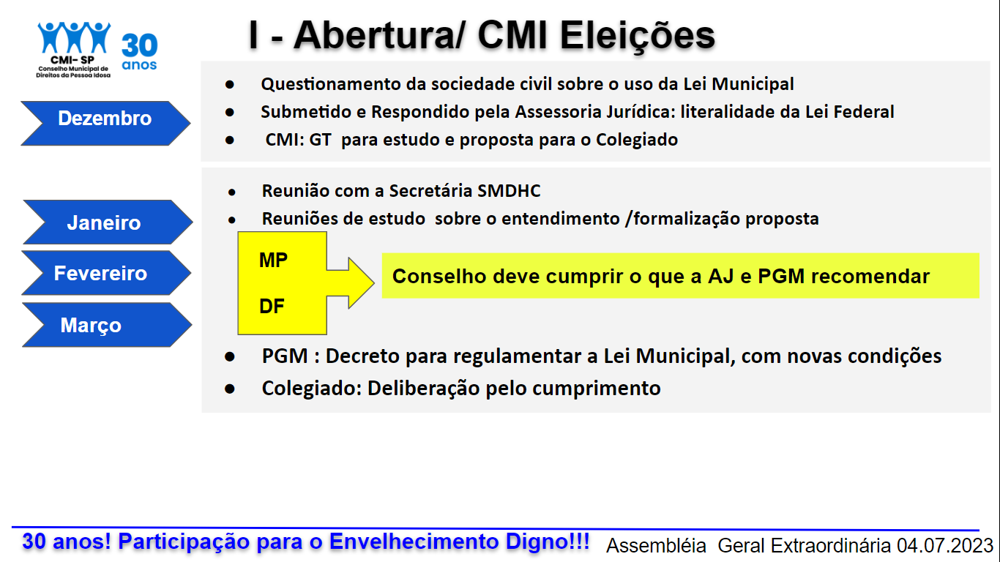 I - Abertura/ CMI Eleições
CMI- SP
Conselho Municipal de
Direitos da Pessoa Idosa
30
anos
Dezembro
● Questionamento da sociedade civil sobre o uso da Lei Municipal
● Submetido e Respondido pela Assessoria Jurídica: literalidade da Lei Federal
● CMI: GT para estudo e proposta para o Colegiado
Janeiro
Fevereiro
Março
● Reunião com a Secretária SMDHC
● Reuniões de estudo sobre o entendimento /formalização proposta
MP
DF
Conselho deve cumprir o que a AJ e PGM recomendar
● PGM : Decreto para regulamentar a Lei Municipal, com novas condições
● Colegiado: Deliberação pelo cumprimento
30 anos! Participação para o Envelhecimento Digno!!!
Assembléia Geral Extraordinária 04.07.2023